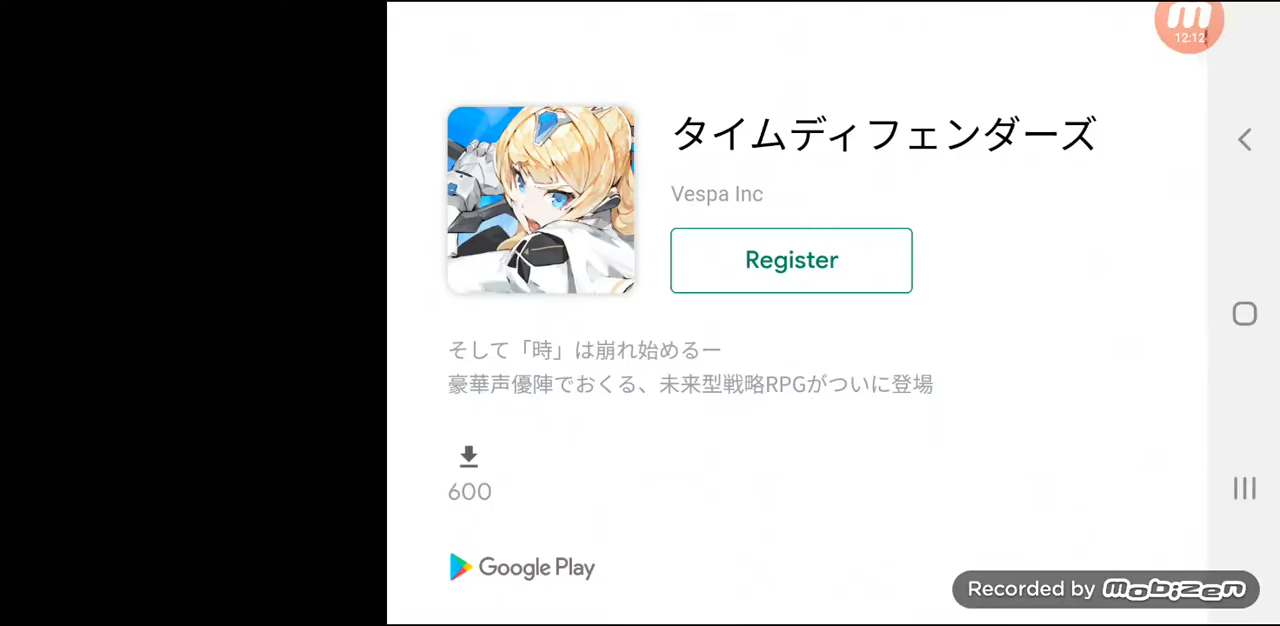 12:12
タイムディフェンダーズ
Vespa Inc
Register
そして「時」は崩れ始めるー
豪華声優陣でおくる、未来型戦略RPGがついに登場
600
Google Play
Recorded by mobizen